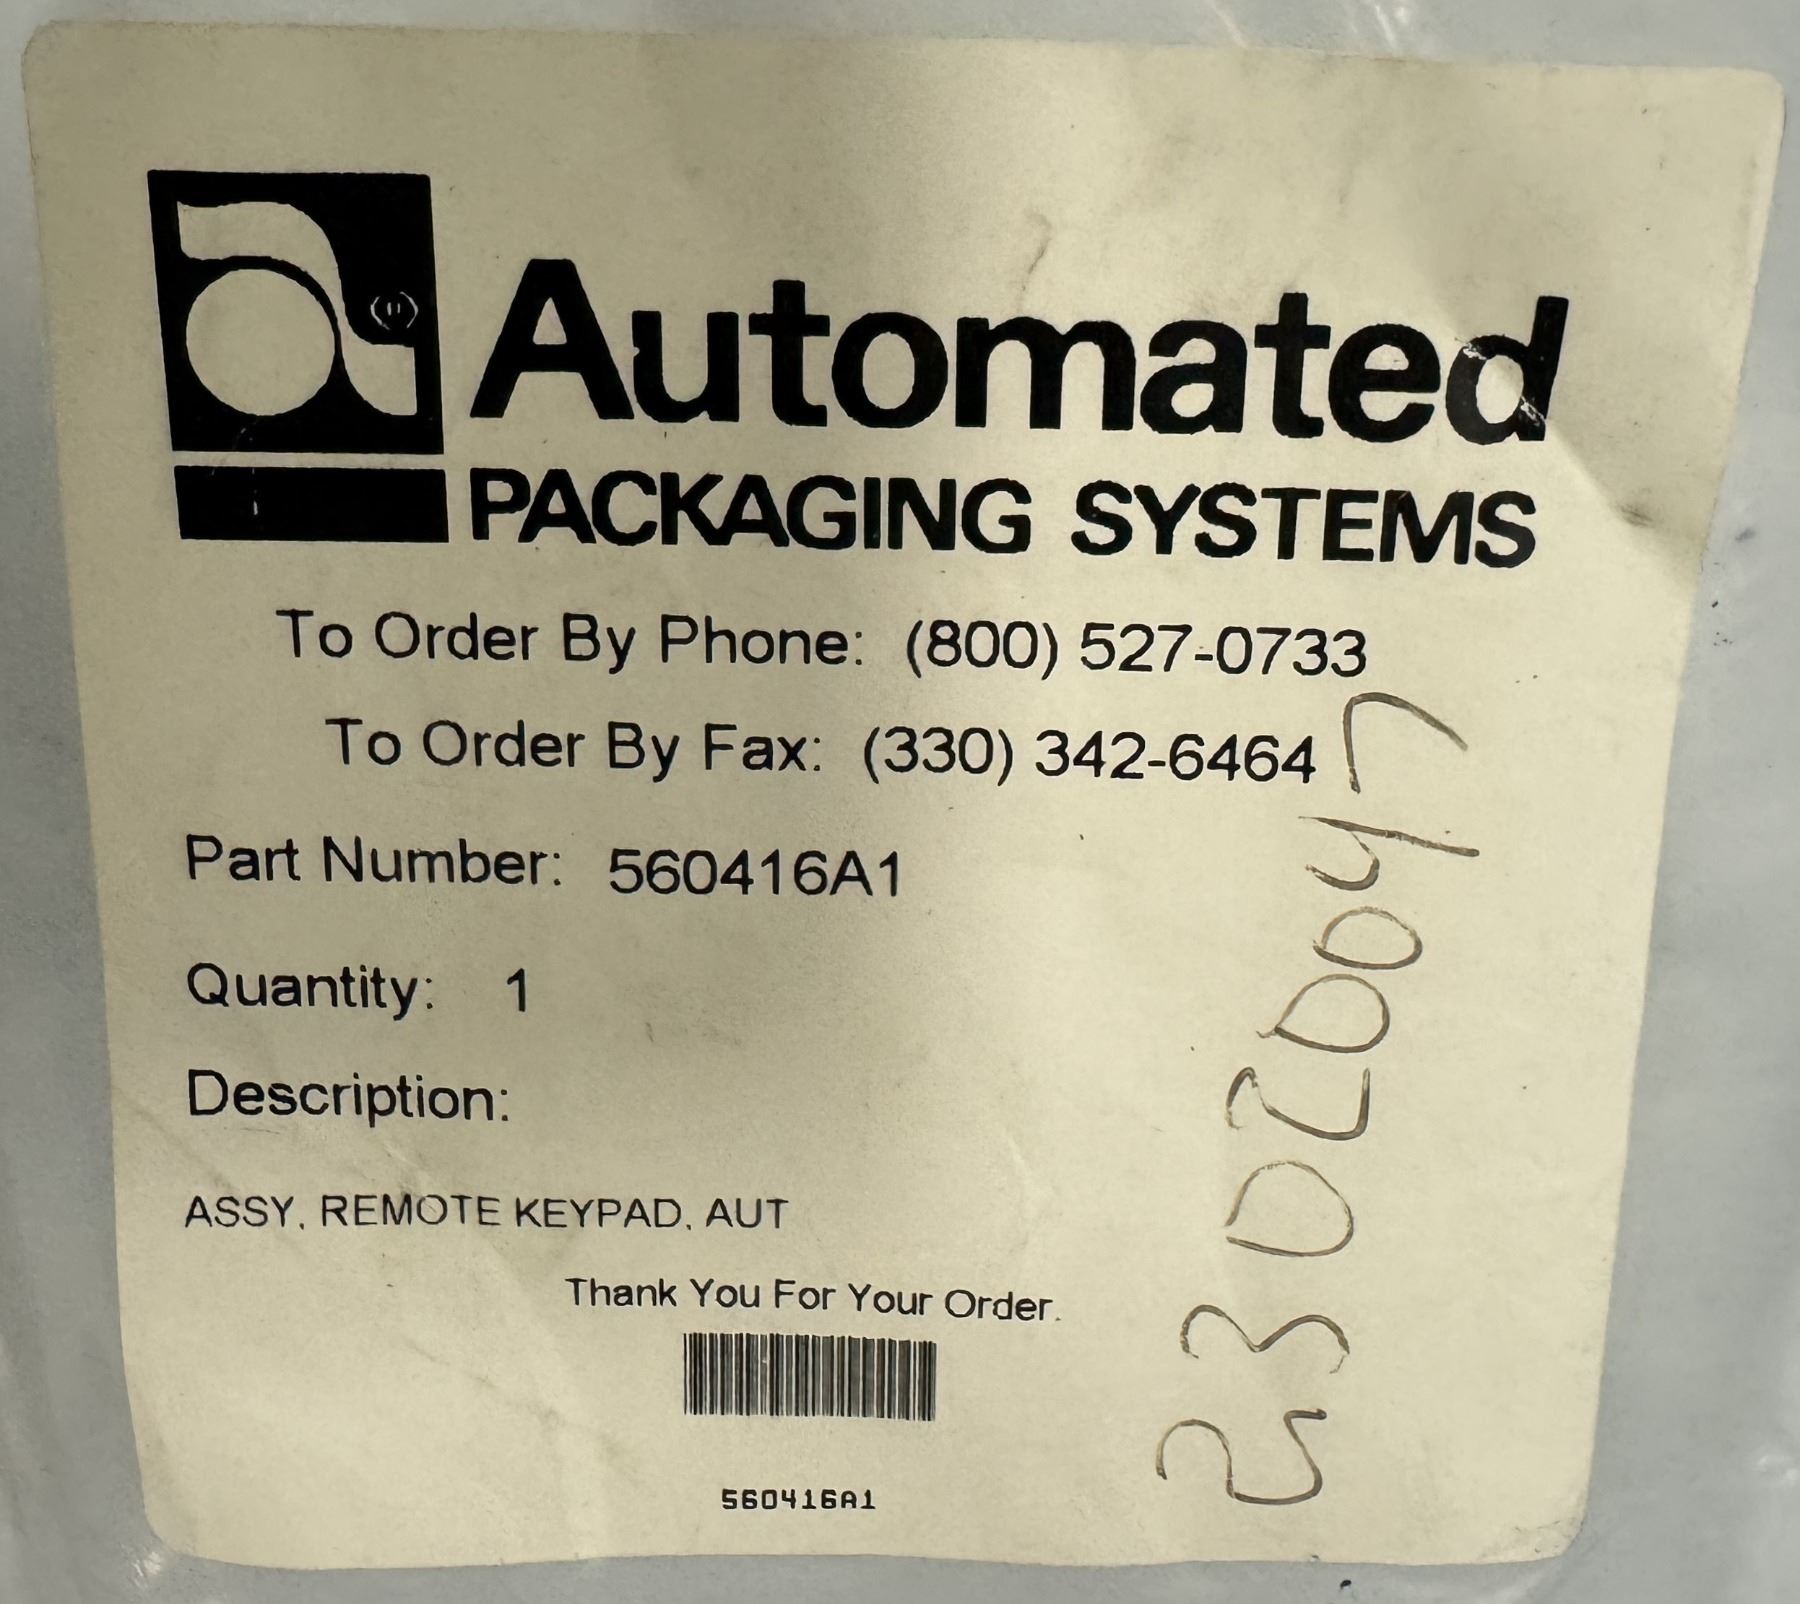 Automated
PACKAGING SYSTEMS
To Order By Phone: (800) 527-0733
To Order By Fax: (330) 342-6464
Part Number: 560416A1
Quantity: 1
Description:
ASSY, REMOTE KEYPAD, AUT
Thank You For Your Order.
560416A1
23020047